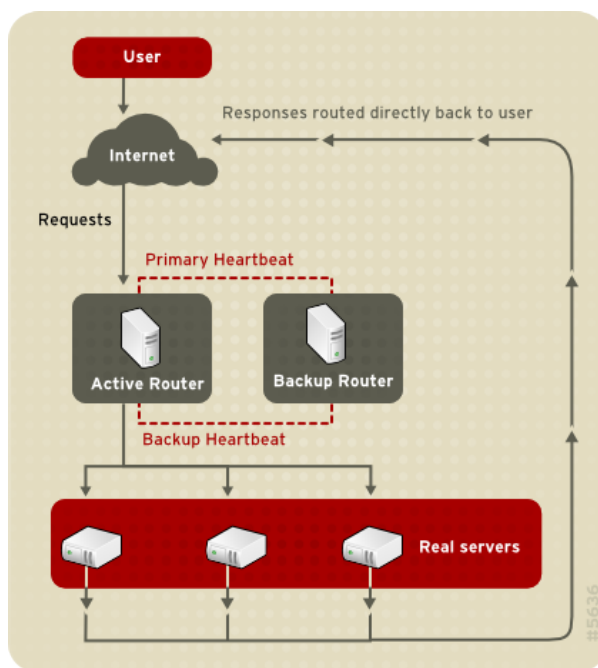 User
Responses routed directly back to user
Internet
Requests
Primary Heartbeat
Active Router
Backup Router
Backup Heartbeat
Real servers
#5636